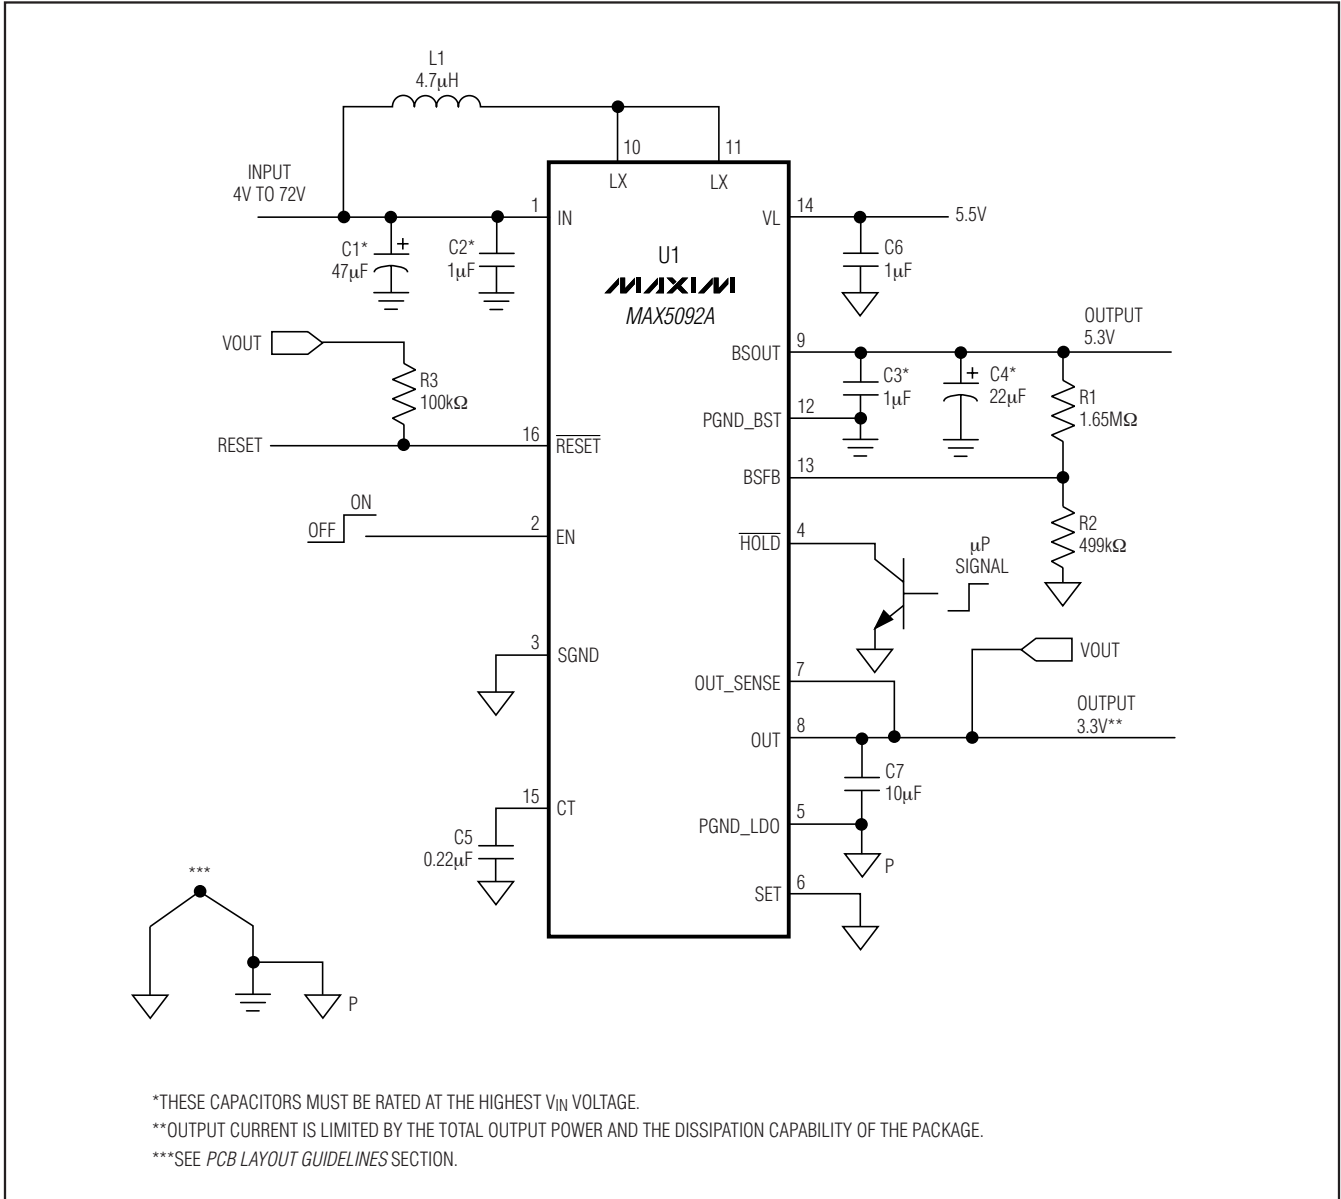 L1
4.7μH
10
11
LX
LX
INPUT
4V TO 72V
1
IN
C1*
47μF
+
C2*
1μF
U1
MAXIM
MAX5092A
VL
14
5.5V
C6
1μF
VOUT
R3
100kΩ
RESET
16
RESET
BSOUT
9
OUTPUT
5.3V
C3*
1μF
+
C4*
22μF
R1
1.65MΩ
PGND_BST
12
BSFB
13
R2
499kΩ
OFF
ON
2
EN
HOLD
4
μP
SIGNAL
3
SGND
VOUT
OUT_SENSE
7
OUTPUT
3.3V**
OUT
8
C7
10μF
15
CT
C5
0.22μF
PGND_LDO
5
P
SET
6
***
P
*THESE CAPACITORS MUST BE RATED AT THE HIGHEST VIN VOLTAGE.
**OUTPUT CURRENT IS LIMITED BY THE TOTAL OUTPUT POWER AND THE DISSIPATION CAPABILITY OF THE PACKAGE.
***SEE PCB LAYOUT GUIDELINES SECTION.